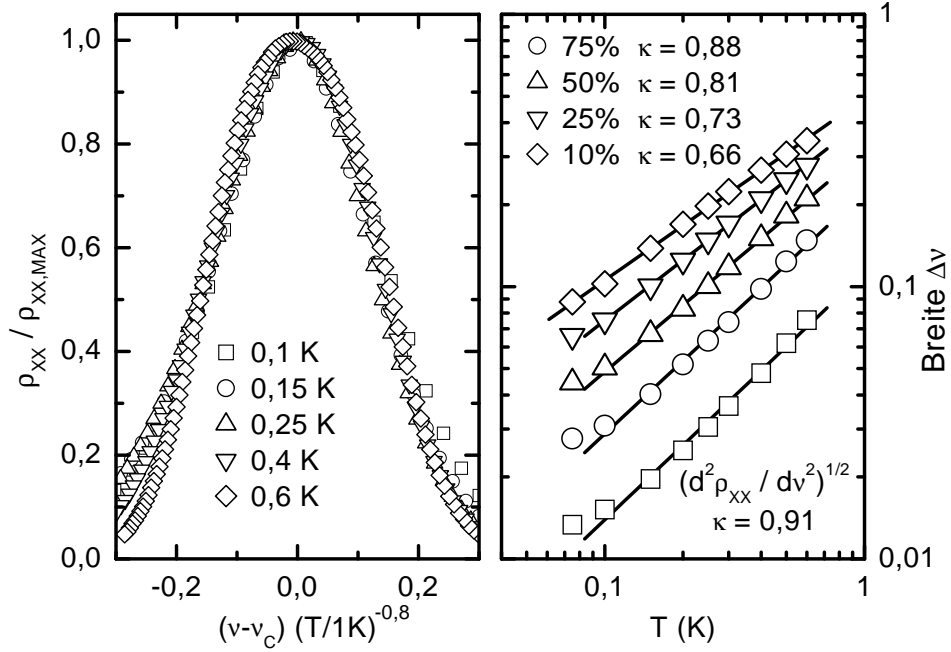 1,0
0,8
0,6
0,4
0,2
0,0
ρXX / ρXX,MAX
0,1 K
0,15 K
0,25 K
0,4 K
0,6 K
-0,2 0,0 0,2
(ν-νC) (T/1K)^-0,8
75% κ = 0,88
50% κ = 0,81
25% κ = 0,73
10% κ = 0,66
(d²ρXX / dν²)^1/2
κ = 0,91
0,1 1
T (K)
1
0,1
0,01
Breite Δν